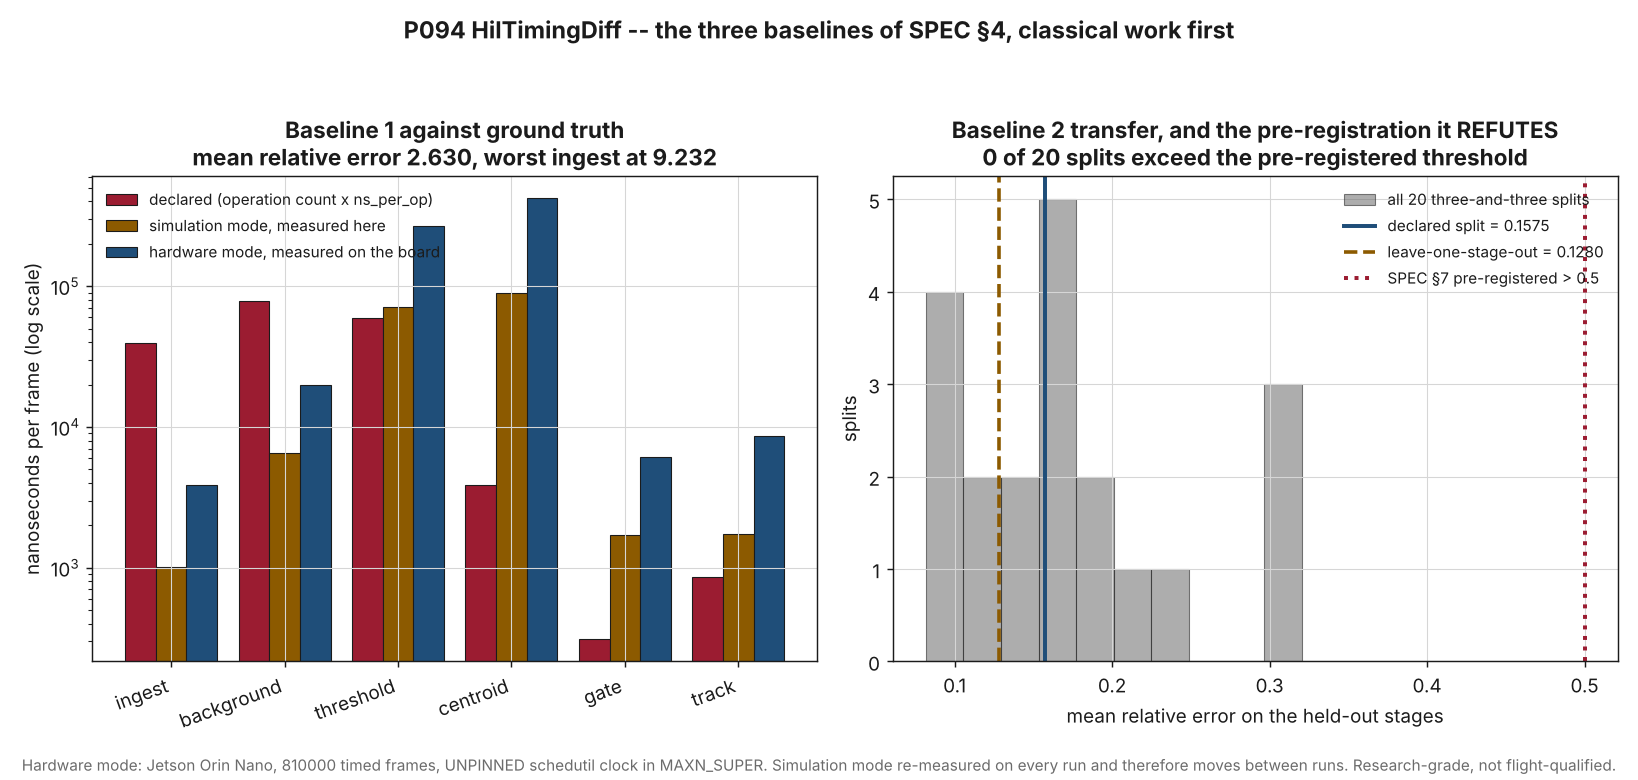 P094 HilTimingDiff -- the three baselines of SPEC §4, classical work first
Baseline 1 against ground truth
mean relative error 2.630, worst ingest at 9.232
declared (operation count x ns_per_op)
simulation mode, measured here
hardware mode, measured on the board
nanoseconds per frame (log scale)
10^5
10^4
10^3
ingest
background
threshold
centroid
gate
track
Baseline 2 transfer, and the pre-registration it REFUTES
0 of 20 splits exceed the pre-registered threshold
all 20 three-and-three splits
declared split = 0.1575
leave-one-stage-out = 0.1280
SPEC §7 pre-registered > 0.5
splits
5
4
3
2
1
0
0.1
0.2
0.3
0.4
0.5
mean relative error on the held-out stages
Hardware mode: Jetson Orin Nano, 810000 timed frames, UNPINNED schedutil clock in MAXN_SUPER. Simulation mode re-measured on every run and therefore moves between runs. Research-grade, not flight-qualified.